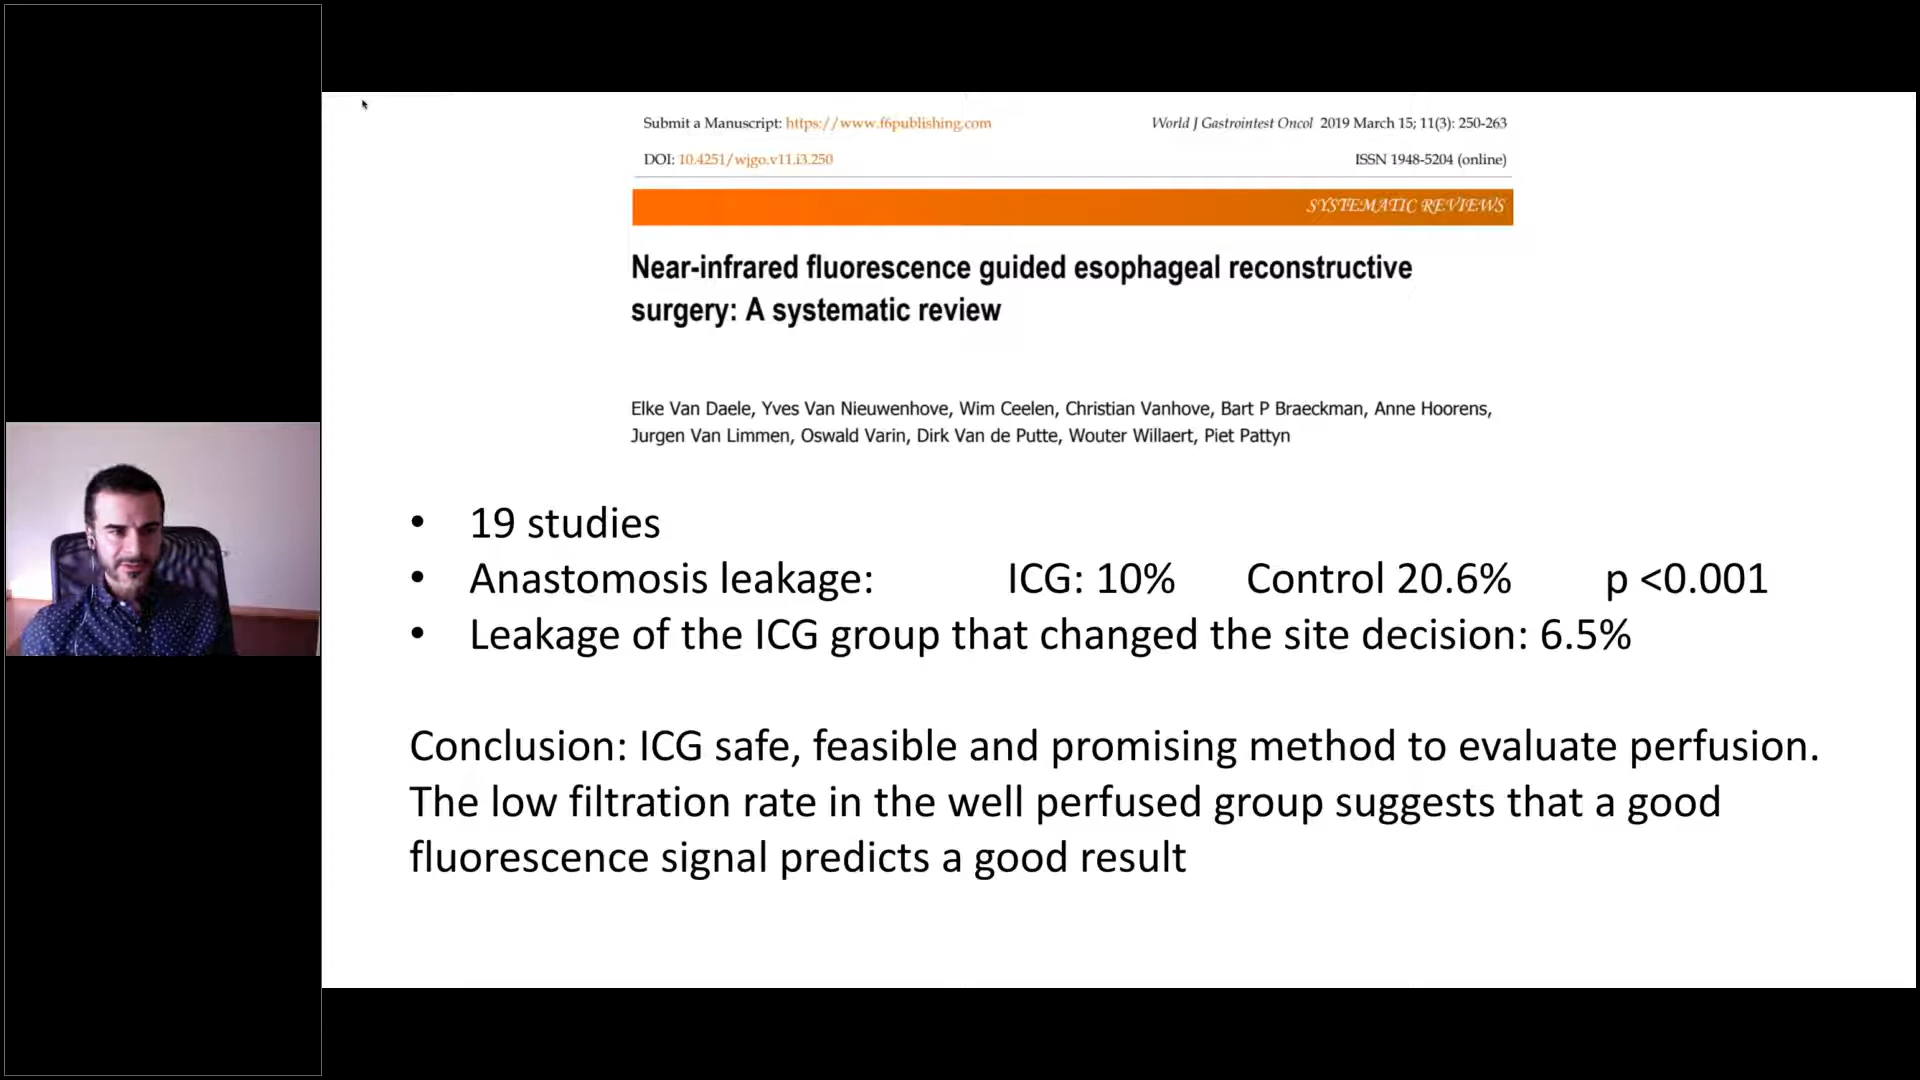 Submit a Manuscript: https://www.f6publishing.com
World J Gastrointest Oncol 2019 March 15; 11(3): 250-263
DOI: 10.4251/wjgo.v11.i3.250
ISSN 1948-5204 (online)
SYSTEMATIC REVIEWS
Near-infrared fluorescence guided esophageal reconstructive
surgery: A systematic review
Elke Van Daele, Yves Van Nieuwenhove, Wim Ceelen, Christian Vanhove, Bart P Braeckman, Anne Hoorens,
Jurgen Van Limmen, Oswald Varin, Dirk Van de Putte, Wouter Willaert, Piet Pattyn
• 19 studies
• Anastomosis leakage: ICG: 10% Control 20.6% p <0.001
• Leakage of the ICG group that changed the site decision: 6.5%
Conclusion: ICG safe, feasible and promising method to evaluate perfusion.
The low filtration rate in the well perfused group suggests that a good
fluorescence signal predicts a good result